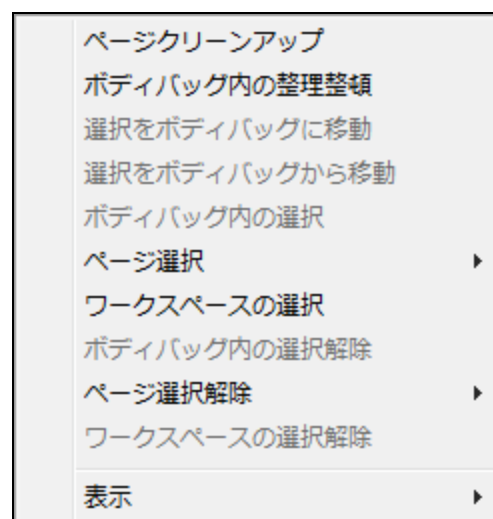 ページクリーンアップ
ボディバッグ内の整理整頓
選択をボディバッグに移動
選択をボディバッグから移動
ボディバッグ内の選択
ページ選択
ワークスペースの選択
ボディバッグ内の選択解除
ページ選択解除
ワークスペースの選択解除
表示